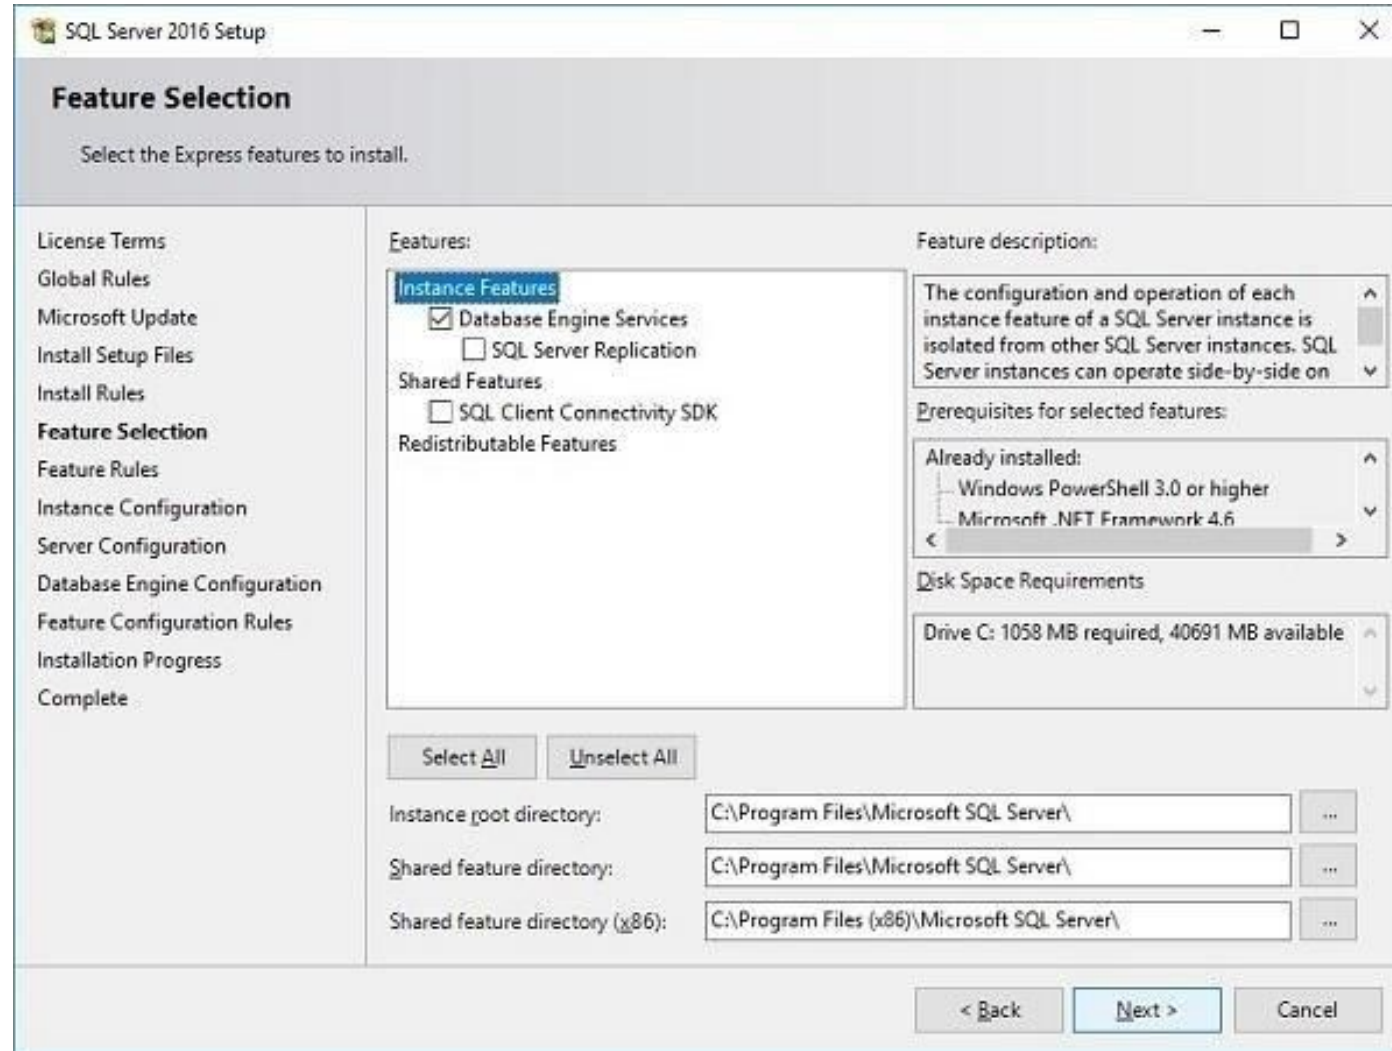 SQL Server 2016 Setup
Feature Selection
Select the Express features to install.
License Terms
Global Rules
Microsoft Update
Install Setup Files
Install Rules
Feature Selection
Feature Rules
Instance Configuration
Server Configuration
Database Engine Configuration
Feature Configuration Rules
Installation Progress
Complete
Features:
Instance Features
Database Engine Services
SQL Server Replication
Shared Features
SQL Client Connectivity SDK
Redistributable Features
Feature description:
The configuration and operation of each
instance feature of a SQL Server instance is
isolated from other SQL Server instances. SQL
Server instances can operate side-by-side on
Prerequisites for selected features:
Already installed:
Windows PowerShell 3.0 or higher
Microsoft .NET Framework 4.6
Disk Space Requirements
Drive C: 1058 MB required, 40691 MB available
Select All
Unselect All
Instance root directory:
C:\Program Files\Microsoft SQL Server\
...
Shared feature directory:
C:\Program Files\Microsoft SQL Server\
...
Shared feature directory (x86):
C:\Program Files (x86)\Microsoft SQL Server\
...
< Back
Next >
Cancel